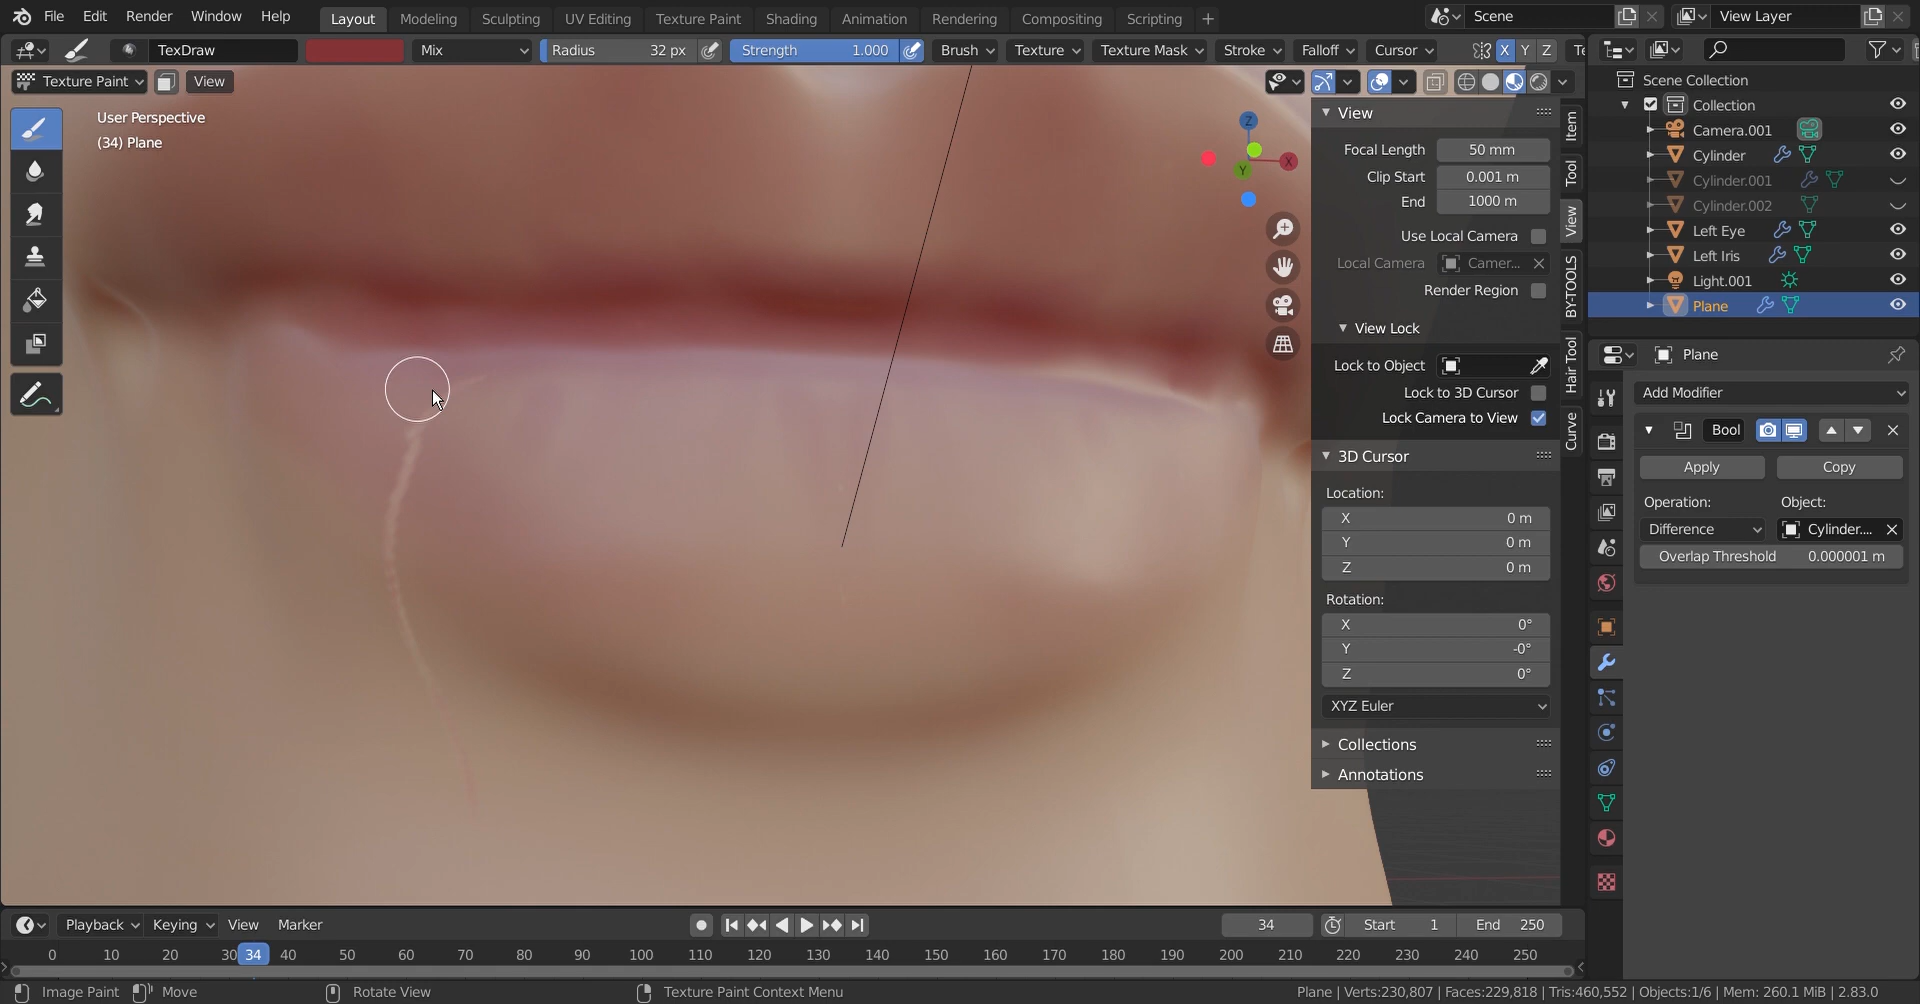 File Edit Render Window Help Layout Modeling Sculpting UV Editing Texture Paint Shading Animation Rendering Compositing Scripting + Scene View Layer
TexDraw Mix Radius 32 px Strength 1.000 Brush Texture Texture Mask Stroke Falloff Cursor X Y Z Te
Texture Paint View
User Perspective
(34) Plane
Z
X
Y
View
Focal Length 50 mm
Clip Start 0.001 m
End 1000 m
Use Local Camera
Local Camera Camer...
Render Region
View Lock
Lock to Object
Lock to 3D Cursor
Lock Camera to View
3D Cursor
Location:
X 0 m
Y 0 m
Z 0 m
Rotation:
X 0°
Y -0°
Z 0°
XYZ Euler
Collections
Annotations
Item
Tool
View
BY-TOOLS
Hair Tool
Curve
Scene Collection
Collection
Camera.001
Cylinder
Cylinder.001
Cylinder.002
Left Eye
Left Iris
Light.001
Plane
Plane
Add Modifier
Bool
Apply Copy
Operation: Object:
Difference Cylinder....
Overlap Threshold 0.000001 m
Playback Keying View Marker 34 Start 1 End 250
0 10 20 30 34 40 50 60 70 80 90 100 110 120 130 140 150 160 170 180 190 200 210 220 230 240 250
Image Paint Move Rotate View Texture Paint Context Menu Plane | Verts:230,807 | Faces:229,818 | Tris:460,552 | Objects:1/6 | Mem: 260.1 MiB | 2.83.0